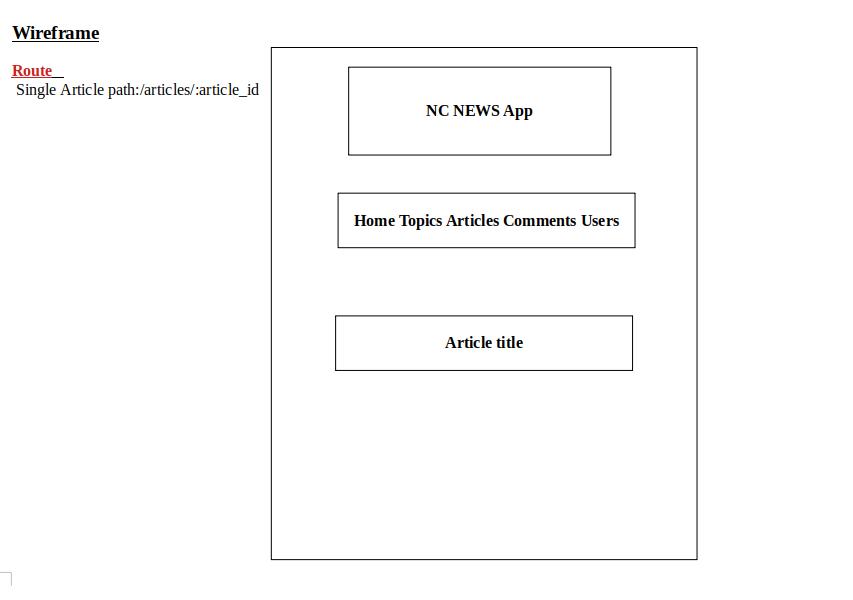 Wireframe
Route
Single Article path:/articles/:article_id
NC NEWS App
Home Topics Articles Comments Users
Article title